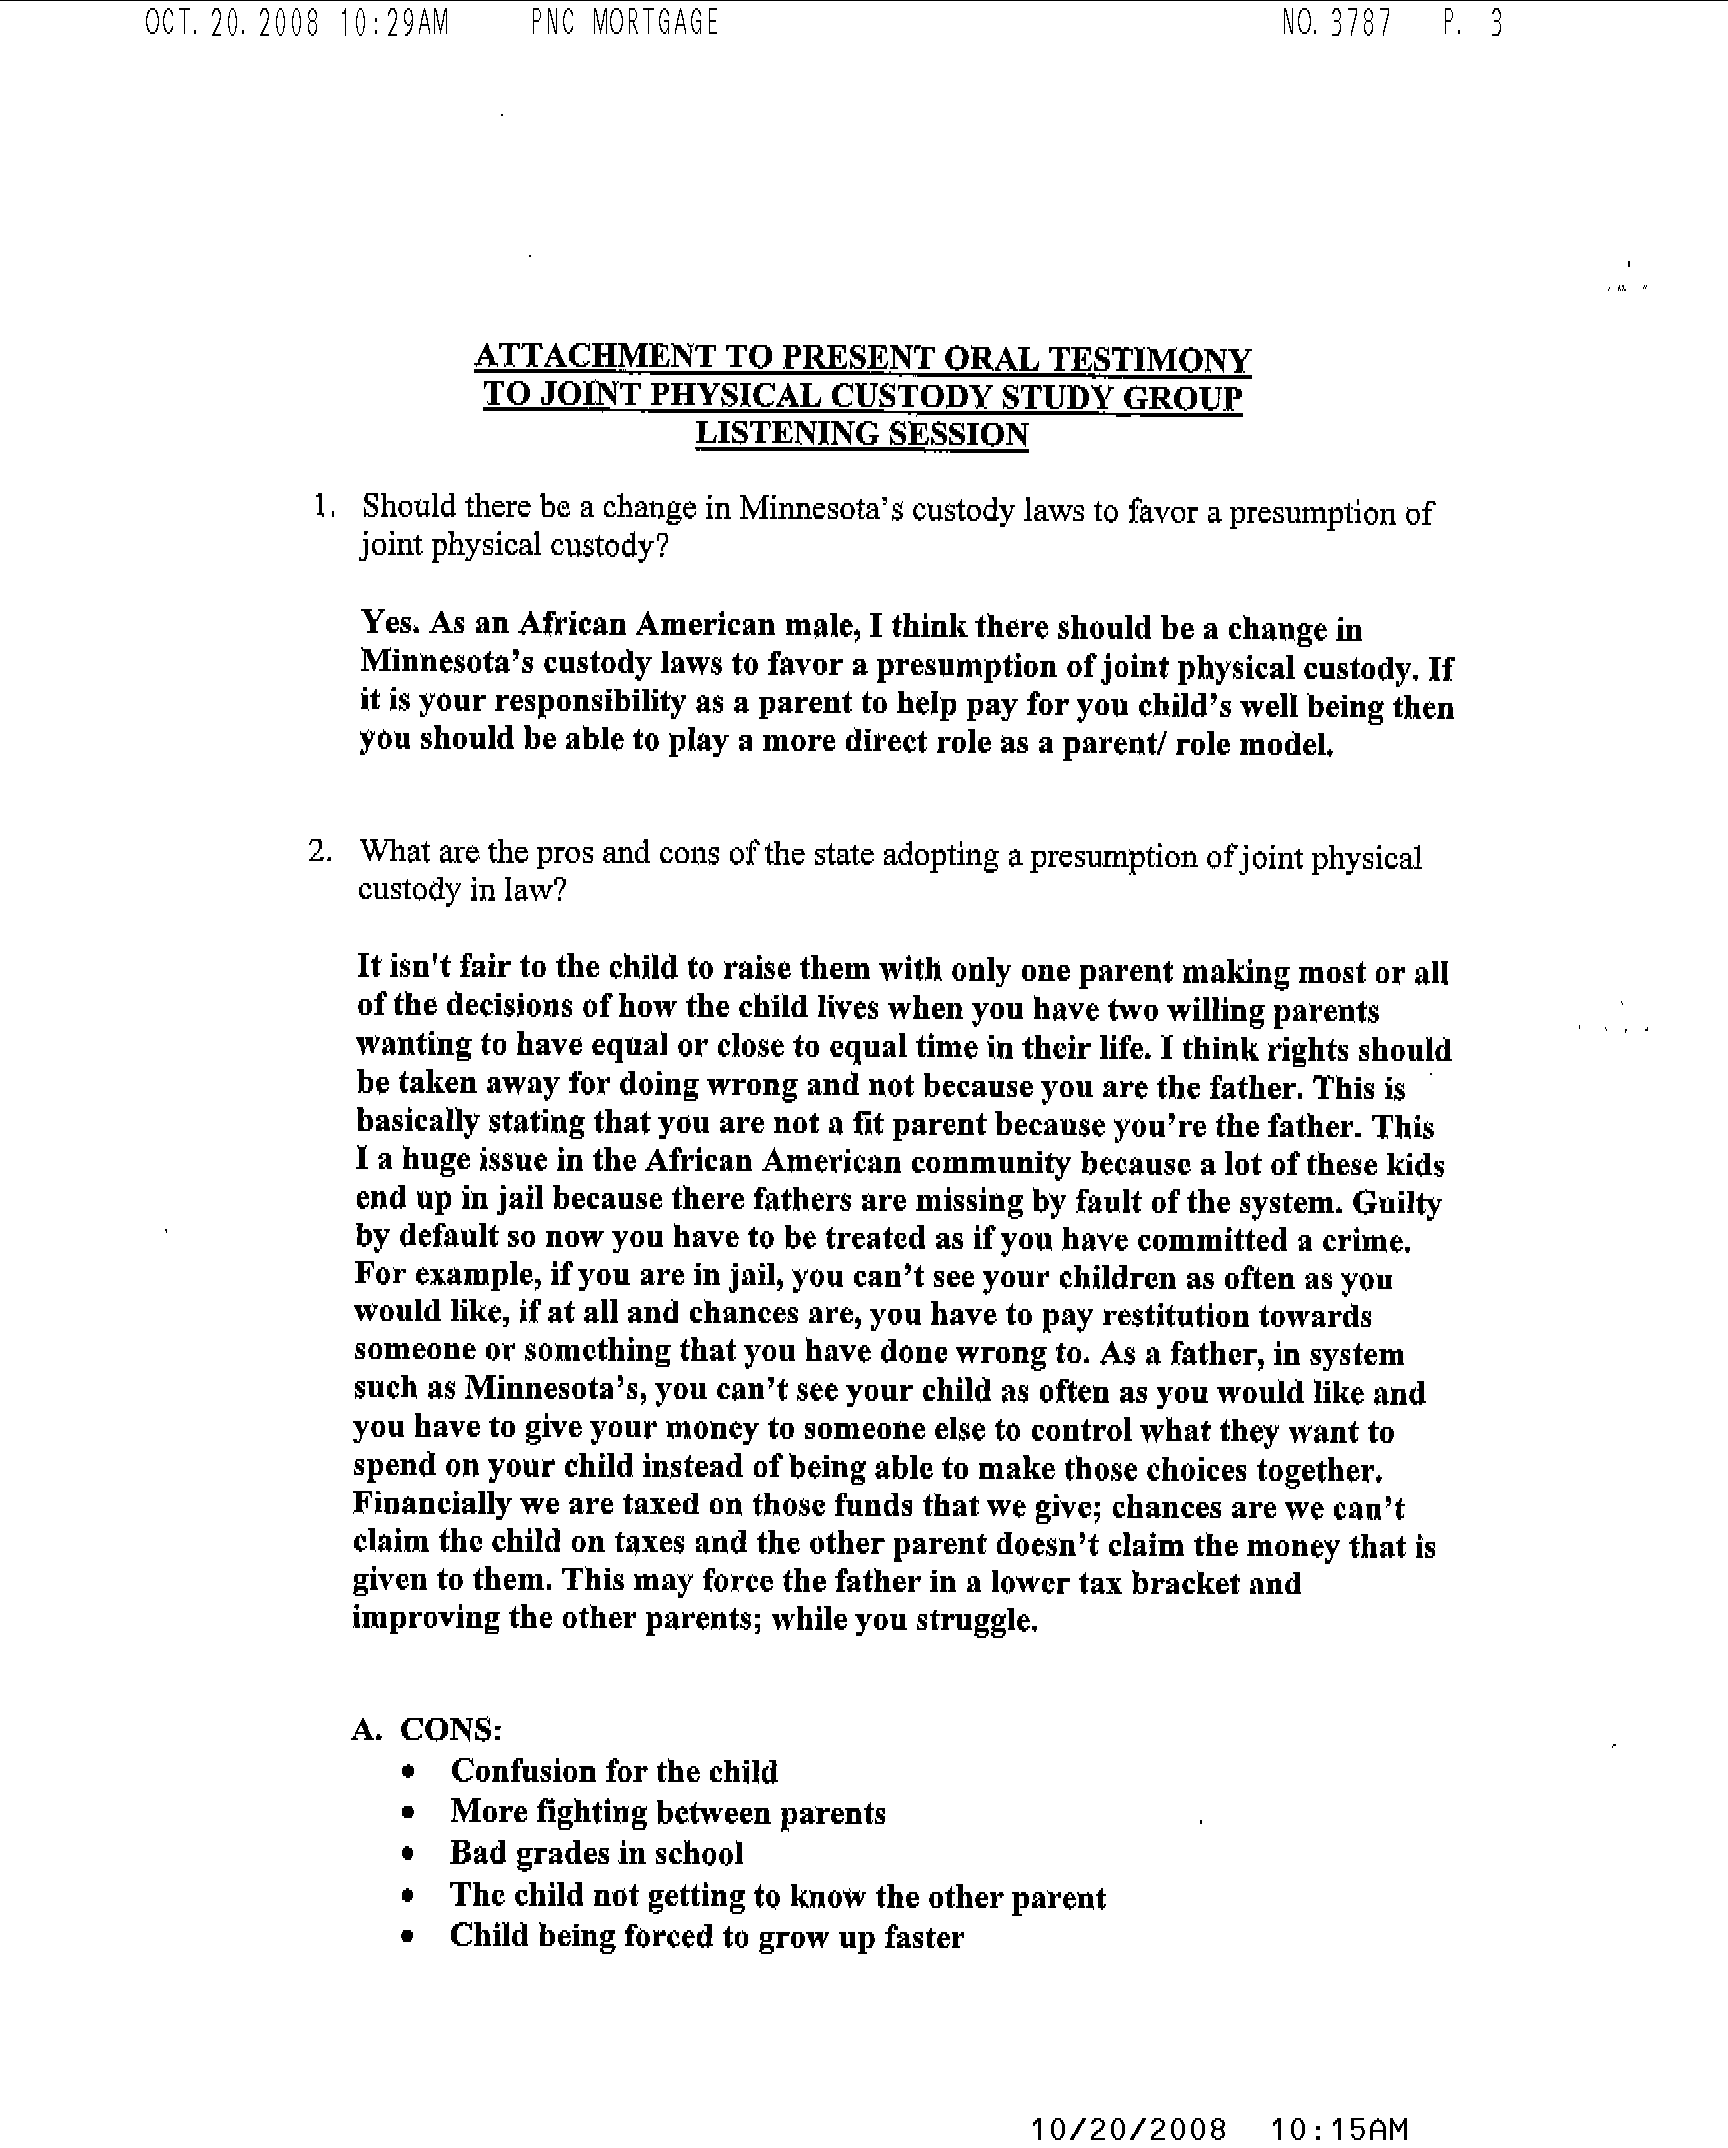 OCT. 20. 2008 10:29AM PNC MORTGAGE NO. 3787 P. 3
ATTACHMENT TO PRESENT ORAL TESTIMONY
TO JOINT PHYSICAL CUSTODY STUDY GROUP
LISTENING SESSION
1. Should there be a change in Minnesota's custody laws to favor a presumption of
joint physical custody?
Yes. As an African American male, I think there should be a change in
Minnesota's custody laws to favor a presumption of joint physical custody. If
it is your responsibility as a parent to help pay for you child's well being then
you should be able to play a more direct role as a parent/ role model.
2. What are the pros and cons of the state adopting a presumption of joint physical
custody in law?
It isn't fair to the child to raise them with only one parent making most or all
of the decisions of how the child lives when you have two willing parents
wanting to have equal or close to equal time in their life. I think rights should
be taken away for doing wrong and not because you are the father. This is
basically stating that you are not a fit parent because you're the father. This
I a huge issue in the African American community because a lot of these kids
end up in jail because there fathers are missing by fault of the system. Guilty
by default so now you have to be treated as if you have committed a crime.
For example, if you are in jail, you can't see your children as often as you
would like, if at all and chances are, you have to pay restitution towards
someone or something that you have done wrong to. As a father, in system
such as Minnesota's, you can't see your child as often as you would like and
you have to give your money to someone else to control what they want to
spend on your child instead of being able to make those choices together.
Financially we are taxed on those funds that we give; chances are we can't
claim the child on taxes and the other parent doesn't claim the money that is
given to them. This may force the father in a lower tax bracket and
improving the other parents; while you struggle.
A. CONS:
• Confusion for the child
• More fighting between parents
• Bad grades in school
• The child not getting to know the other parent
• Child being forced to grow up faster
10/20/2008 10:15AM